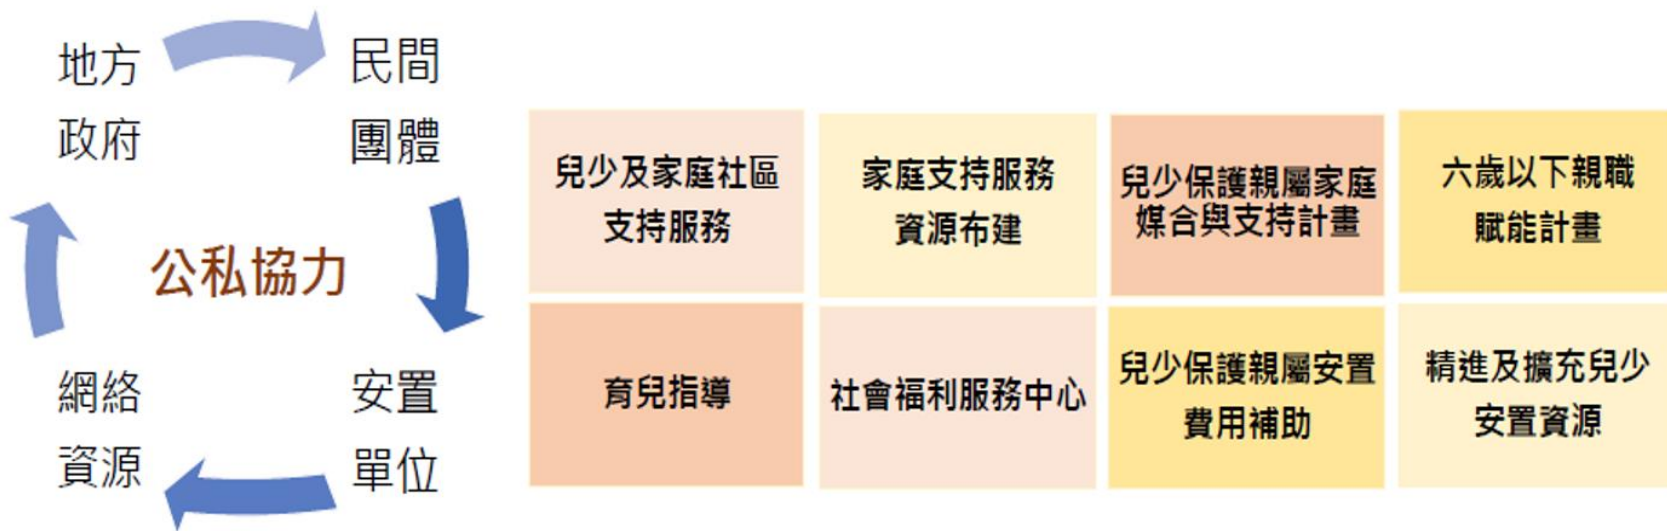 地方
政府
民間
團體
公私協力
網絡
資源
安置
單位
兒少及家庭社區
支持服務
家庭支持服務
資源布建
兒少保護親屬家庭
媒合與支持計畫
六歲以下親職
賦能計畫
育兒指導
社會福利服務中心
兒少保護親屬安置
費用補助
精進及擴充兒少
安置資源